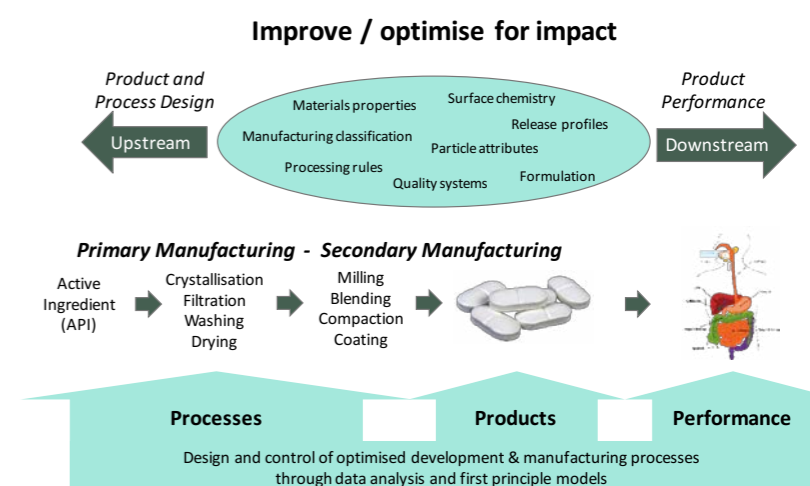 Improve / optimise for impact
Product and
Process Design
Product
Performance
Upstream
Downstream
Materials properties
Surface chemistry
Release profiles
Manufacturing classification
Particle attributes
Processing rules
Quality systems
Formulation
Primary Manufacturing - Secondary Manufacturing
Active
Ingredient
(API)
Crystallisation
Filtration
Washing
Drying
Milling
Blending
Compaction
Coating
Processes
Products
Performance
Design and control of optimised development & manufacturing processes
through data analysis and first principle models